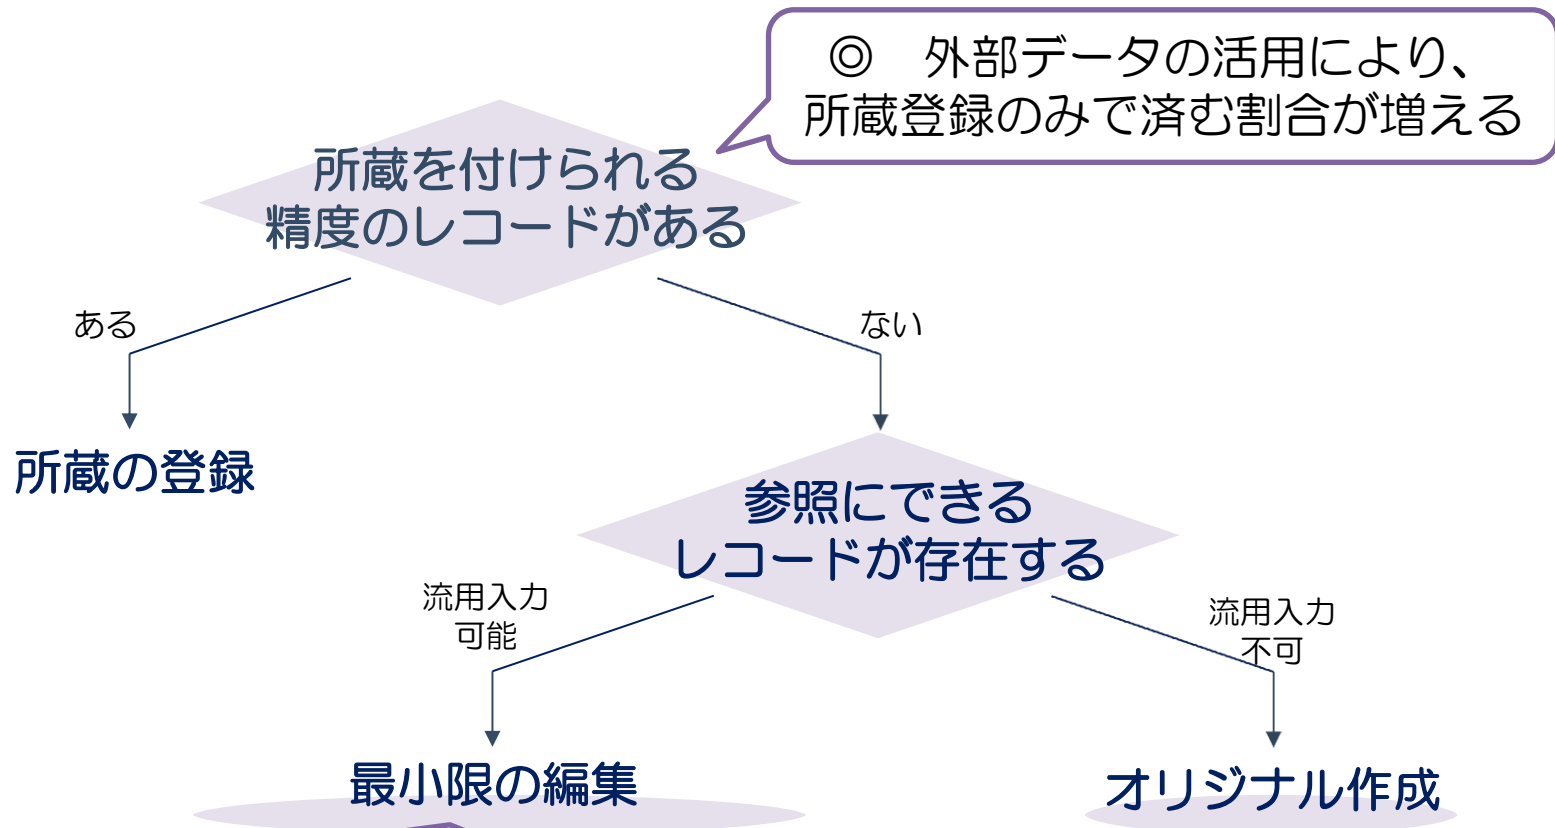 ◎　外部データの活用により、
所蔵登録のみで済む割合が増える
所蔵を付けられる
精度のレコードがある
ある
ない
所蔵の登録
参照にできる
レコードが存在する
流用入力
可能
流用入力
不可
最小限の編集
オリジナル作成